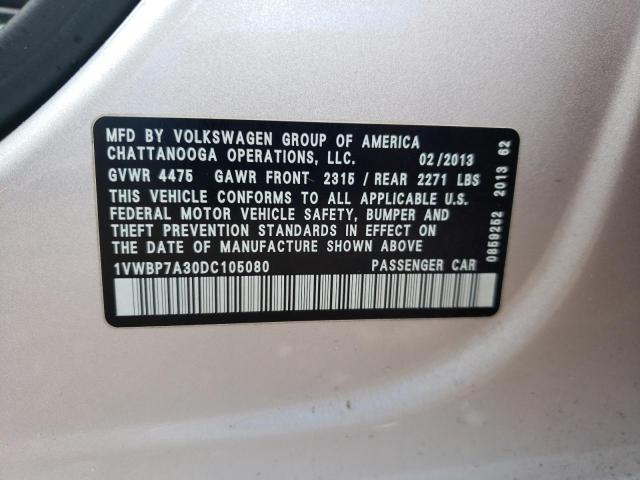 MFD BY VOLKSWAGEN GROUP OF AMERICA
CHATTANOOGA OPERATIONS, LLC. 02/2013
GVWR 4475 GAWR FRONT 2315 / REAR 2271 LBS
THIS VEHICLE CONFORMS TO ALL APPLICABLE U.S.
FEDERAL MOTOR VEHICLE SAFETY, BUMPER AND
THEFT PREVENTION STANDARDS IN EFFECT ON THE
DATE OF MANUFACTURE SHOWN ABOVE
1VWBP7A30DC105080 PASSENGER CAR
0859252 2013 62